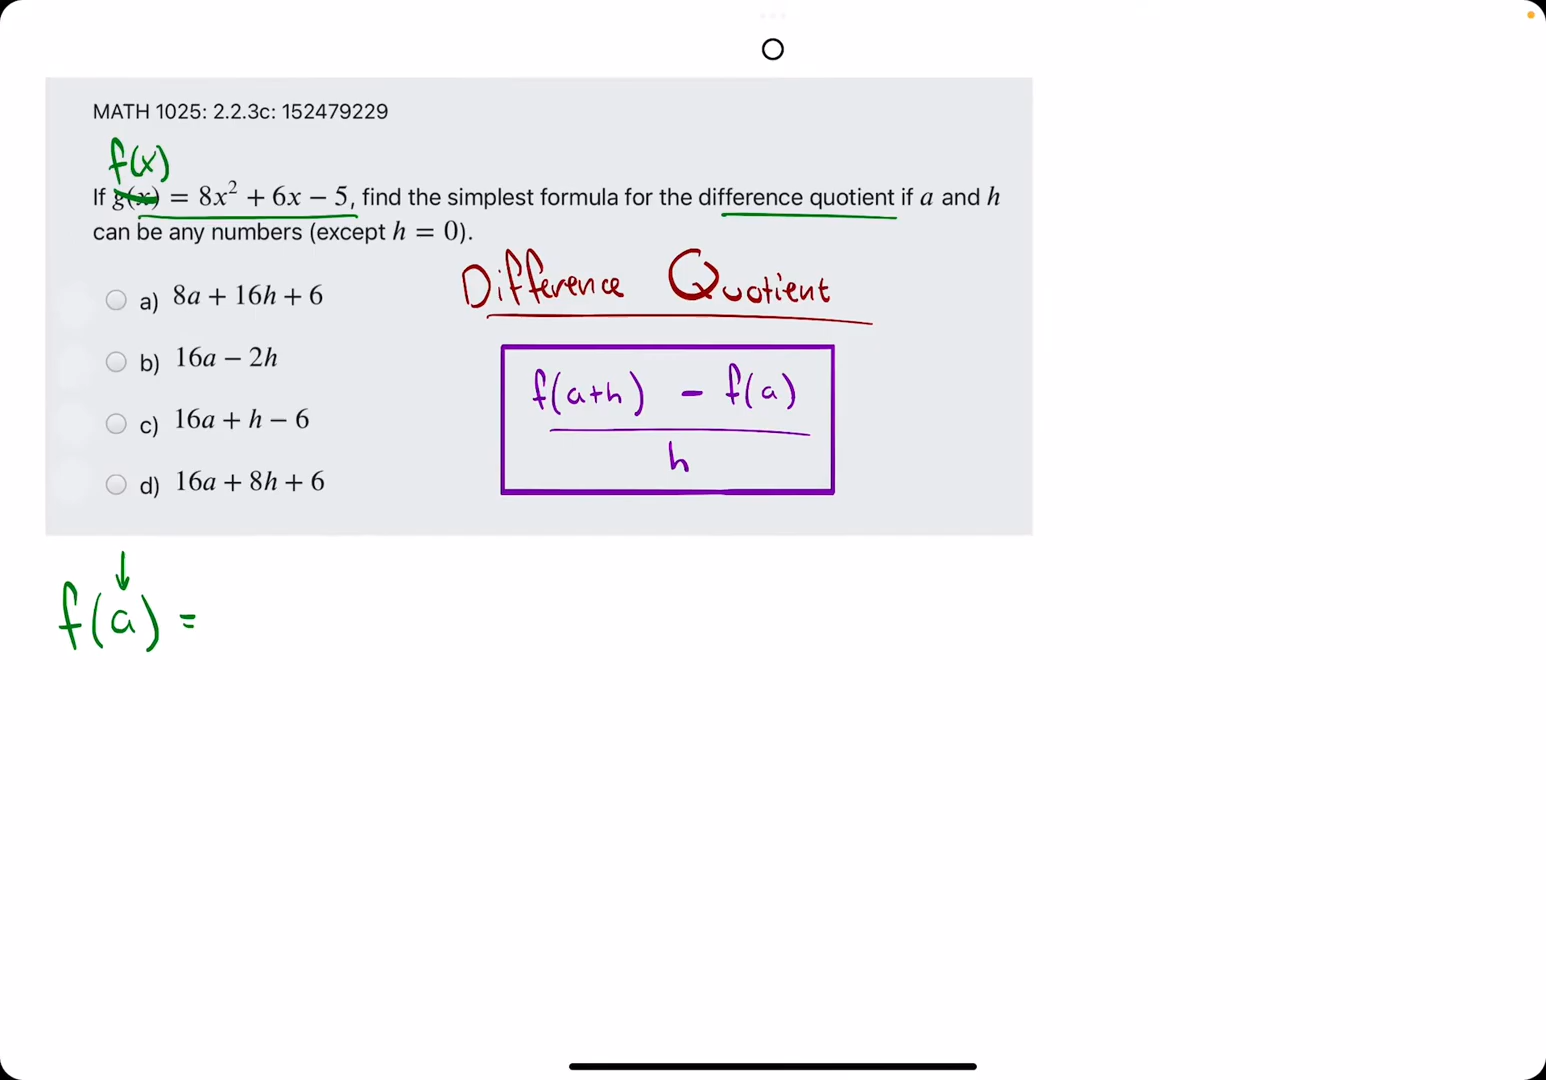 MATH 1025: 2.2.3c: 152479229
f(x)
If g(x) = 8x² + 6x − 5, find the simplest formula for the difference quotient if a and h
can be any numbers (except h = 0).
Difference Quotient
a) 8a + 16h + 6
b) 16a − 2h
c) 16a + h − 6
d) 16a + 8h + 6
f(a+h) - f(a)
h
f(a) =